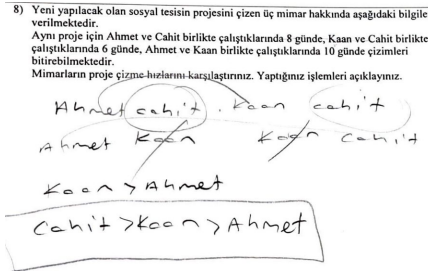 8) Yeni yapılacak olan sosyal tesisin projesini çizen üç mimar hakkında aşağıdaki bilgile
verilmektedir.
Aynı proje için Ahmet ve Cahit birlikte çalıştıklarında 8 günde, Kaan ve Cahit birlikte
çalıştıklarında 6 günde, Ahmet ve Kaan birlikte çalıştıklarında 10 günde çizimleri
bitirebilmektedir.
Mimarların proje çizme hızlarını karşılaştırınız. Yaptığınız işlemleri açıklayınız.
Ahmet cahit . Kaan cahit
Ahmet Kaan Kaan Cahit
Kaan > Ahmet
Cahit > Kaan > Ahmet